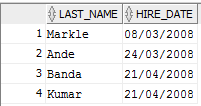 LAST_NAME HIRE_DATE
1 Markle 08/03/2008
2 Ande 24/03/2008
3 Banda 21/04/2008
4 Kumar 21/04/2008